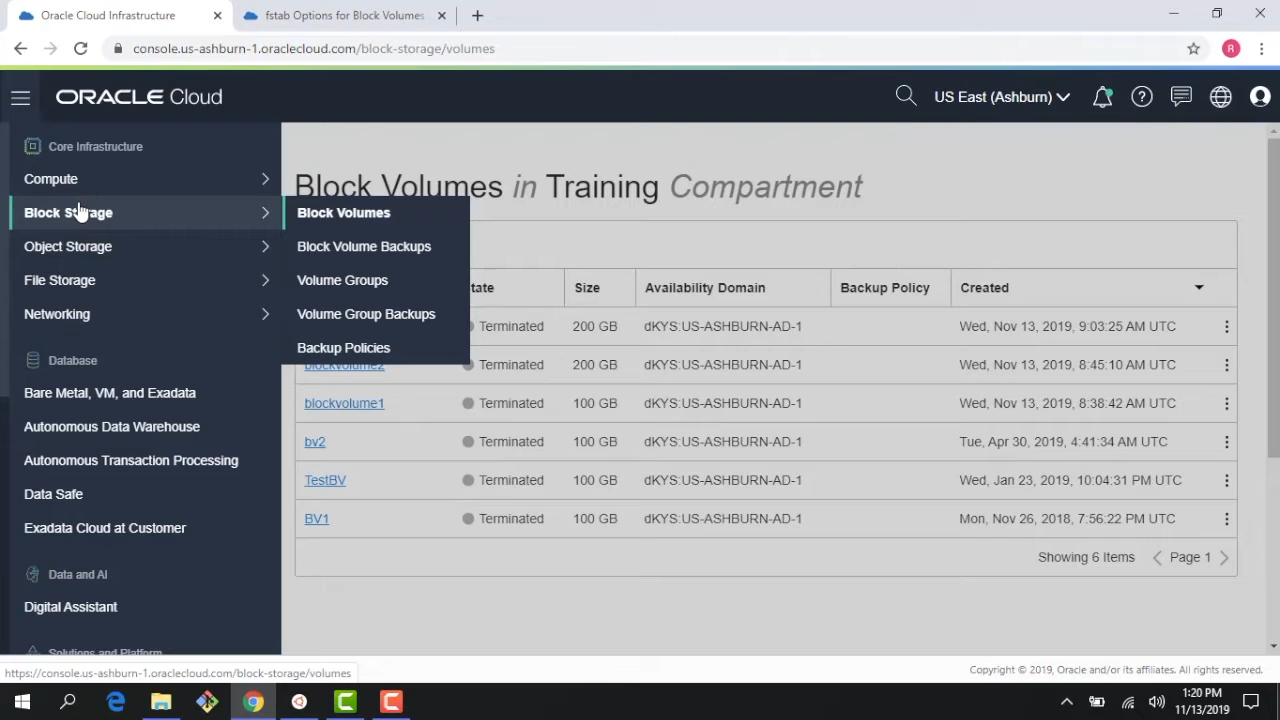 Oracle Cloud Infrastructure
fstab Options for Block Volumes
console.us-ashburn-1.oraclecloud.com/block-storage/volumes
R
ORACLE Cloud
US East (Ashburn)
Core Infrastructure
Compute
Block Storage
Object Storage
File Storage
Networking
Database
Bare Metal, VM, and Exadata
Autonomous Data Warehouse
Autonomous Transaction Processing
Data Safe
Exadata Cloud at Customer
Data and AI
Digital Assistant
Solutions and Platform
Block Volumes
Block Volume Backups
Volume Groups
Volume Group Backups
Backup Policies
Block Volumes in Training Compartment
tate Size Availability Domain Backup Policy Created
Terminated 200 GB dKYS:US-ASHBURN-AD-1 Wed, Nov 13, 2019, 9:03:25 AM UTC
blockvolume2 Terminated 200 GB dKYS:US-ASHBURN-AD-1 Wed, Nov 13, 2019, 8:45:10 AM UTC
blockvolume1 Terminated 100 GB dKYS:US-ASHBURN-AD-1 Wed, Nov 13, 2019, 8:38:42 AM UTC
bv2 Terminated 100 GB dKYS:US-ASHBURN-AD-1 Tue, Apr 30, 2019, 4:41:34 AM UTC
TestBV Terminated 100 GB dKYS:US-ASHBURN-AD-1 Wed, Jan 23, 2019, 10:04:31 PM UTC
BV1 Terminated 100 GB dKYS:US-ASHBURN-AD-1 Mon, Nov 26, 2018, 7:56:22 PM UTC
Showing 6 Items Page 1
https://console.us-ashburn-1.oraclecloud.com/block-storage/volumes
Copyright © 2019, Oracle and/or its affiliates. All rights reserved.
1:20 PM
11/13/2019